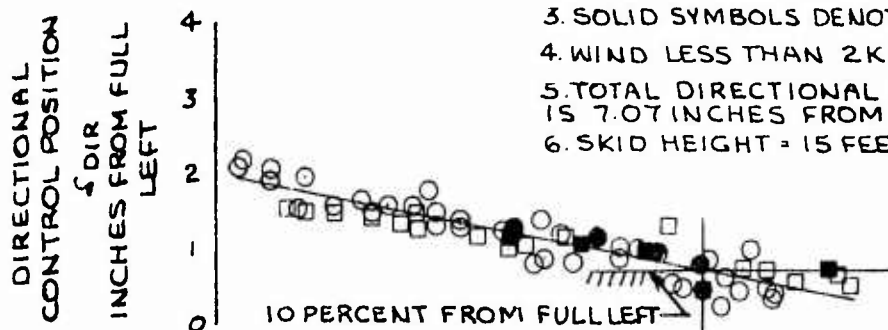 3. SOLID SYMBOLS DENOT
4. WIND LESS THAN 2K
5. TOTAL DIRECTIONAL
IS 7.07 INCHES FROM
6. SKID HEIGHT = 15 FEE
DIRECTIONAL
CONTROL POSITION
δ DIR
INCHES FROM FULL
LEFT
4
3
2
1
0
10 PERCENT FROM FULL LEFT